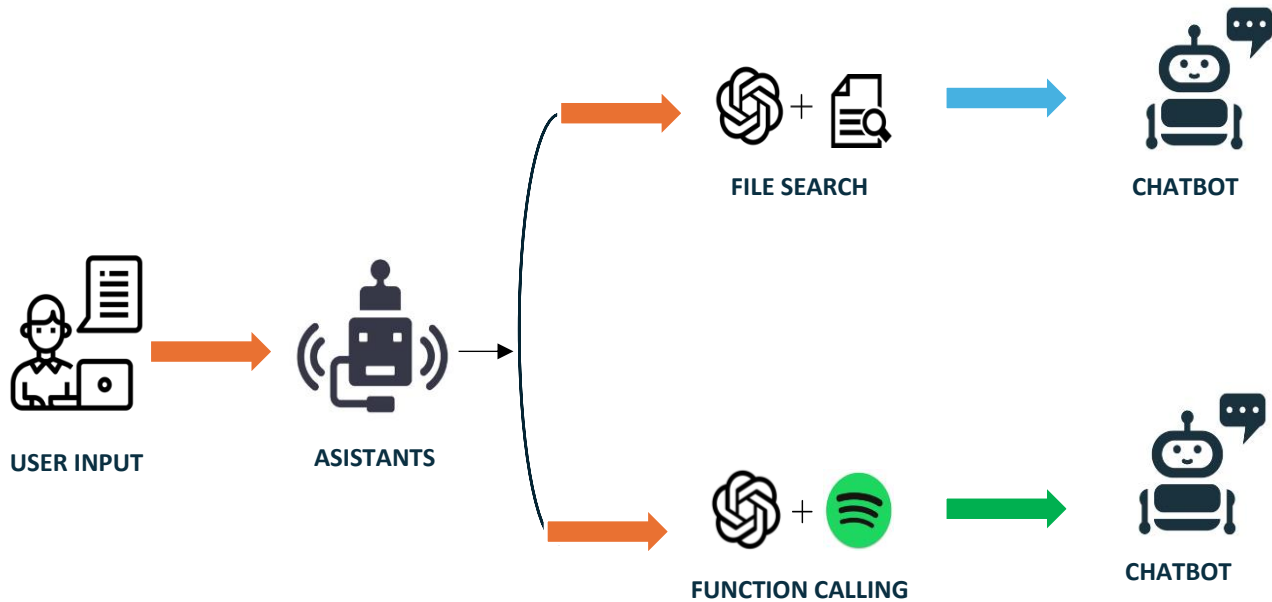 FILE SEARCH
CHATBOT
USER INPUT
ASISTANTS
FUNCTION CALLING
CHATBOT